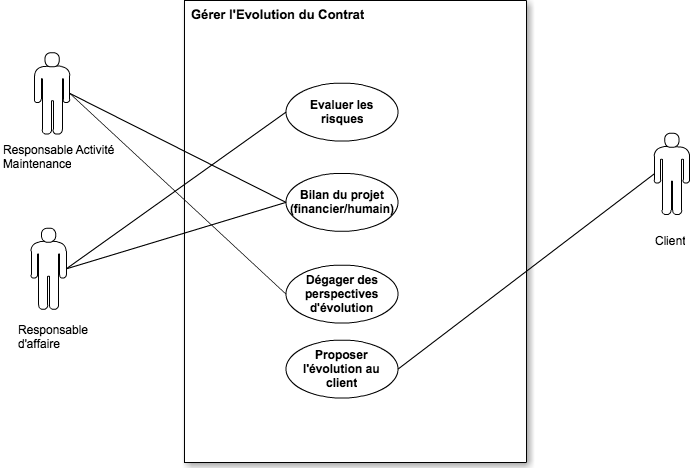 Gérer l'Evolution du Contrat
Evaluer les
risques
Responsable Activité
Maintenance
Bilan du projet
(financier/humain)
Client
Dégager des
perspectives
d'évolution
Responsable
d'affaire
Proposer
l'évolution au
client